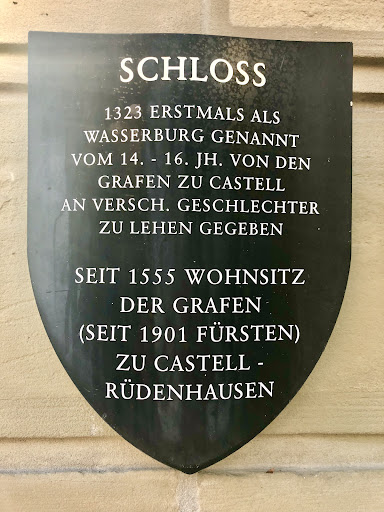 SCHLOSS
1323 ERSTMALS ALS
WASSERBURG GENANNT
VOM 14. - 16. JH. VON DEN
GRAFEN ZU CASTELL
AN VERSCH. GESCHLECHTER
ZU LEHEN GEGEBEN
SEIT 1555 WOHNSITZ
DER GRAFEN
(SEIT 1901 FÜRSTEN)
ZU CASTELL -
RÜDENHAUSEN